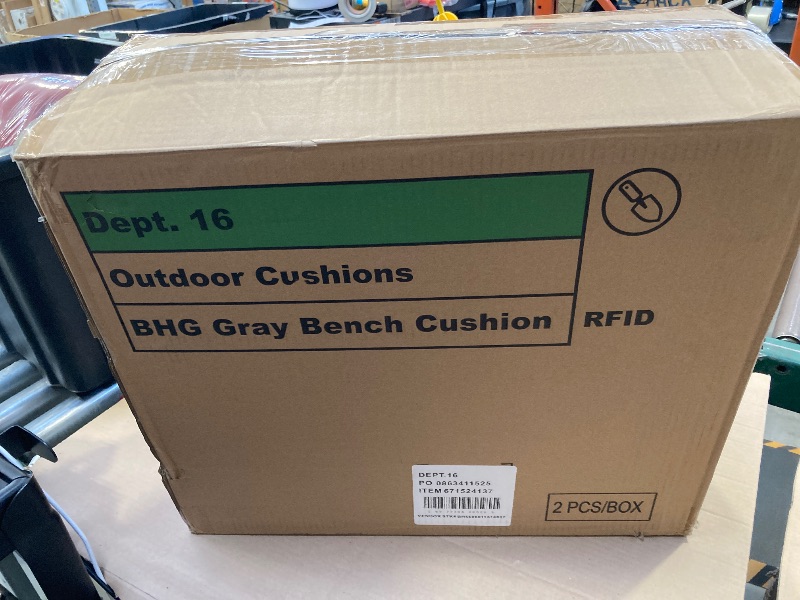 Dept. 16
Outdoor Cushions
BHG Gray Bench Cushion RFID
DEPT.16
PO 0863411525
ITEM 671524137
2 PCS/BOX